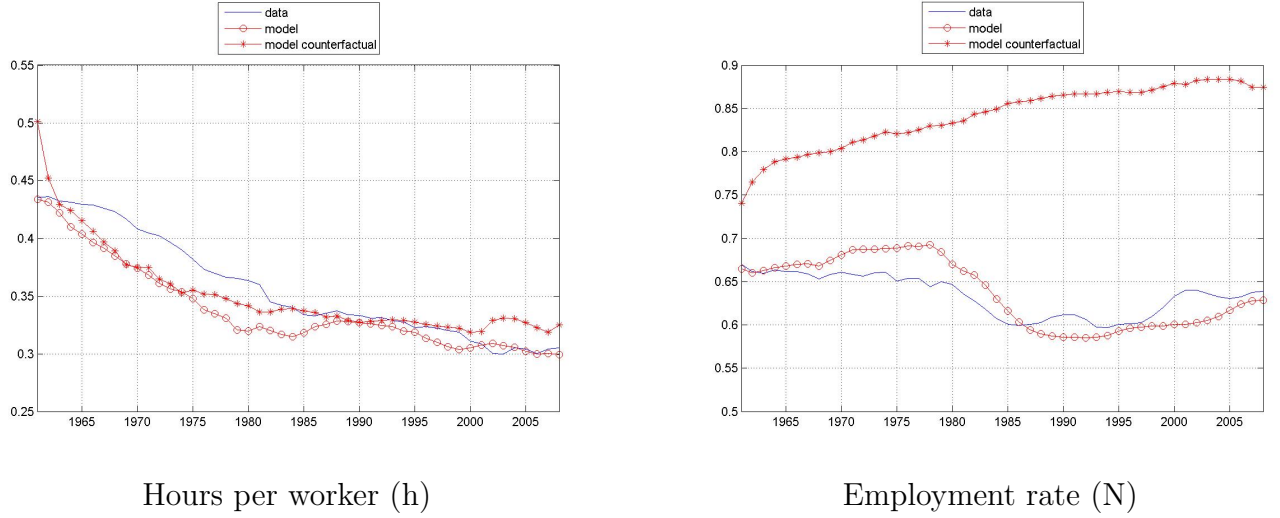 data
model
model counterfactual
0.55
0.5
0.45
0.4
0.35
0.3
0.25
1965 1970 1975 1980 1985 1990 1995 2000 2005
Hours per worker (h)
data
model
model counterfactual
0.9
0.85
0.8
0.75
0.7
0.65
0.6
0.55
0.5
1965 1970 1975 1980 1985 1990 1995 2000 2005
Employment rate (N)